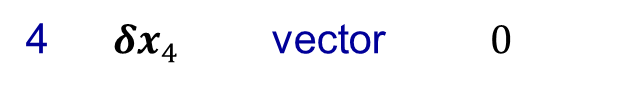 4 𝜹𝒙₄ vector 0